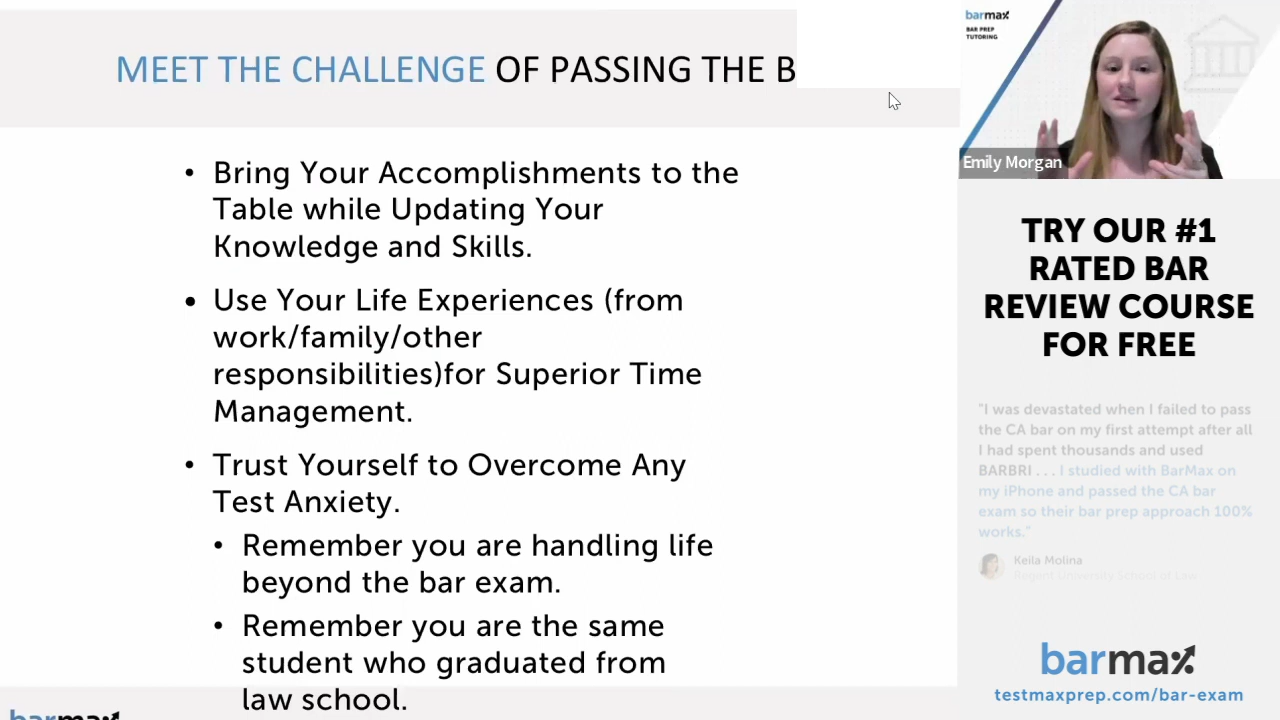 MEET THE CHALLENGE OF PASSING THE B
• Bring Your Accomplishments to the
Table while Updating Your
Knowledge and Skills.
• Use Your Life Experiences (from
work/family/other
responsibilities)for Superior Time
Management.
• Trust Yourself to Overcome Any
Test Anxiety.
• Remember you are handling life
beyond the bar exam.
• Remember you are the same
student who graduated from
law school.
barmax
barmax
BAR PREP
TUTORING
Emily Morgan
TRY OUR #1
RATED BAR
REVIEW COURSE
FOR FREE
"I was devastated when I failed to pass
the CA bar on my first attempt after all
I had spent thousands and used
BARBRI . . . I studied with BarMax on
my iPhone and passed the CA bar
exam so their bar prep approach 100%
works."
Keila Molina
Regent University School of Law
barmax
testmaxprep.com/bar-exam